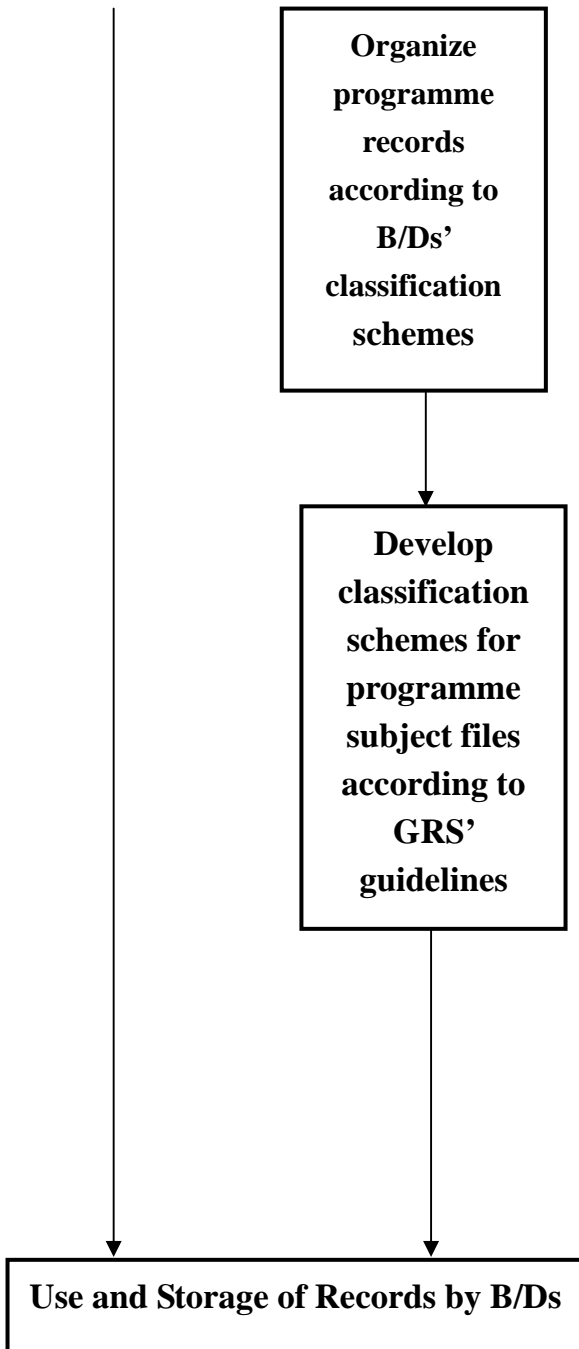 Organize
programme
records
according to
B/Ds’
classification
schemes
Develop
classification
schemes for
programme
subject files
according to
GRS’
guidelines
Use and Storage of Records by B/Ds